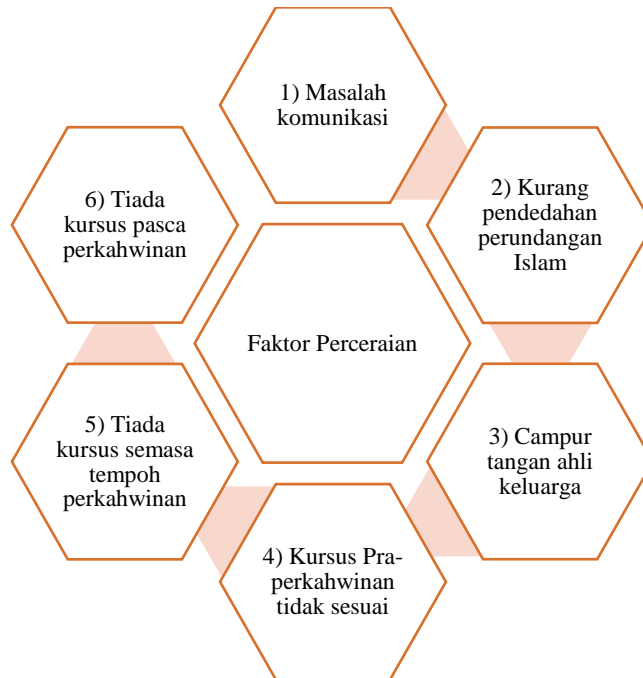 1) Masalah
komunikasi
2) Kurang
pendedahan
perundangan
Islam
3) Campur
tangan ahli
keluarga
4) Kursus Pra-
perkahwinan
tidak sesuai
5) Tiada
kursus semasa
tempoh
perkahwinan
6) Tiada
kursus pasca
perkahwinan
Faktor Perceraian